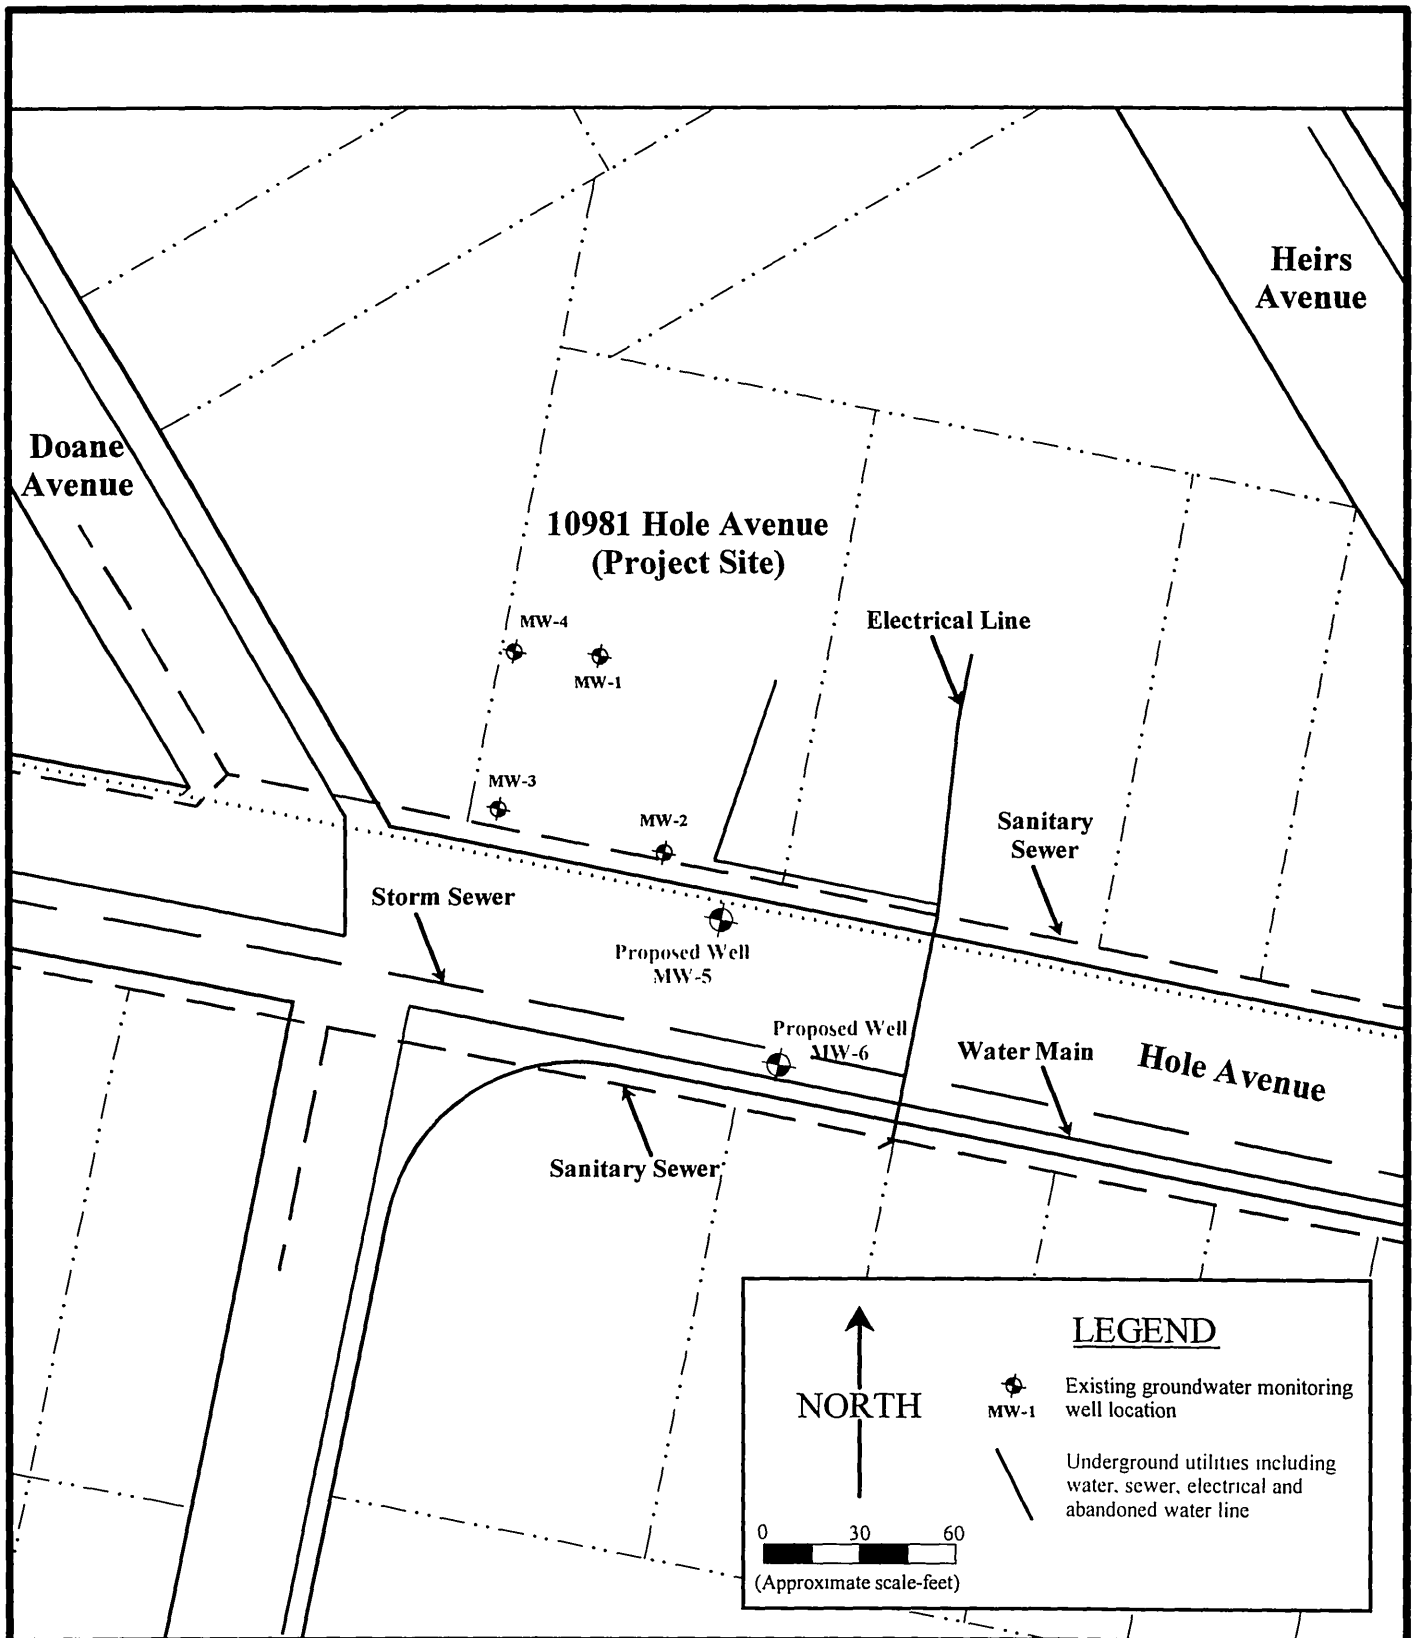 Heirs
Avenue
Doane
Avenue
10981 Hole Avenue
(Project Site)
MW-4
MW-1
Electrical Line
MW-3
MW-2
Sanitary
Sewer
Storm Sewer
Proposed Well
MW-5
Proposed Well
MW-6
Water Main
Hole Avenue
Sanitary Sewer
LEGEND
NORTH
MW-1
Existing groundwater monitoring
well location
Underground utilities including
water, sewer, electrical and
abandoned water line
0 30 60
(Approximate scale-feet)